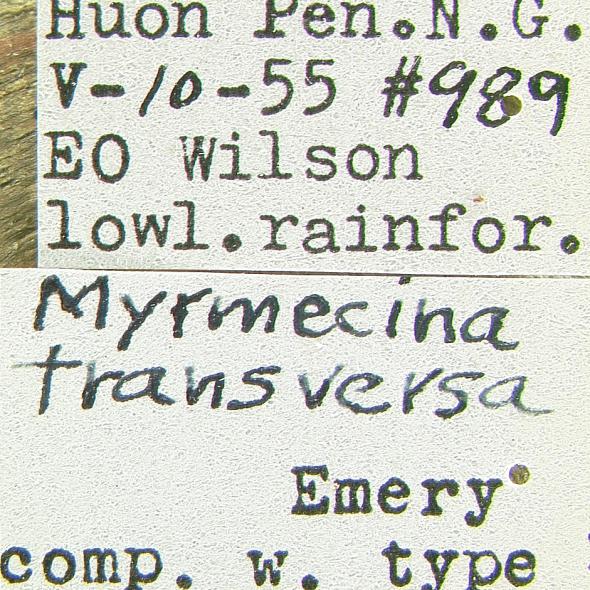 Huon Pen.N.G.
V-10-55 #989
EO Wilson
lowl.rainfor.
Myrmecina
transversa
Emery
comp. w. type